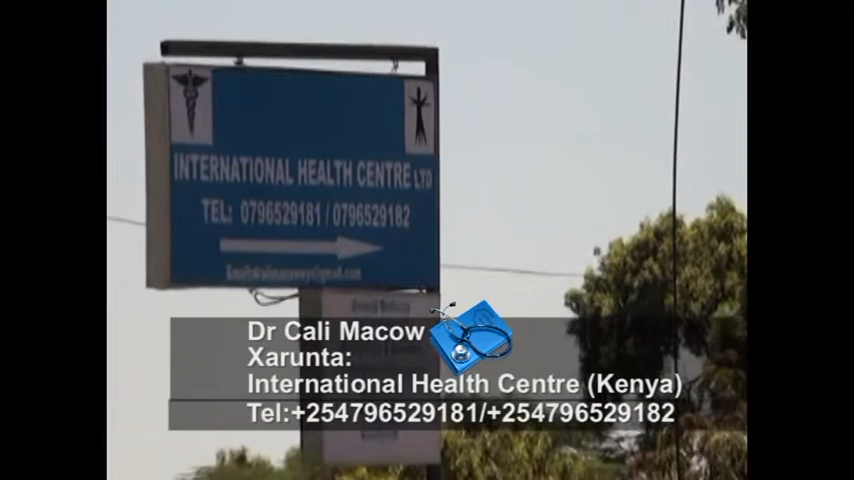 INTERNATIONAL HEALTH CENTRE LTD
TEL: 0796529181 / 0796529182
Dr Cali Macow
Xarunta:
International Health Centre (Kenya)
Tel:+254796529181/+254796529182